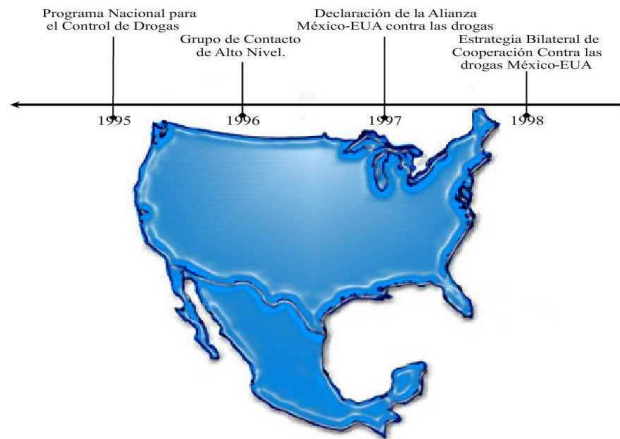 Programa Nacional para
el Control de Drogas
Grupo de Contacto
de Alto Nivel.
Declaración de la Alianza
México-EUA contra las drogas
Estrategia Bilateral de
Cooperación Contra las
drogas México-EUA
1995
1996
1997
1998